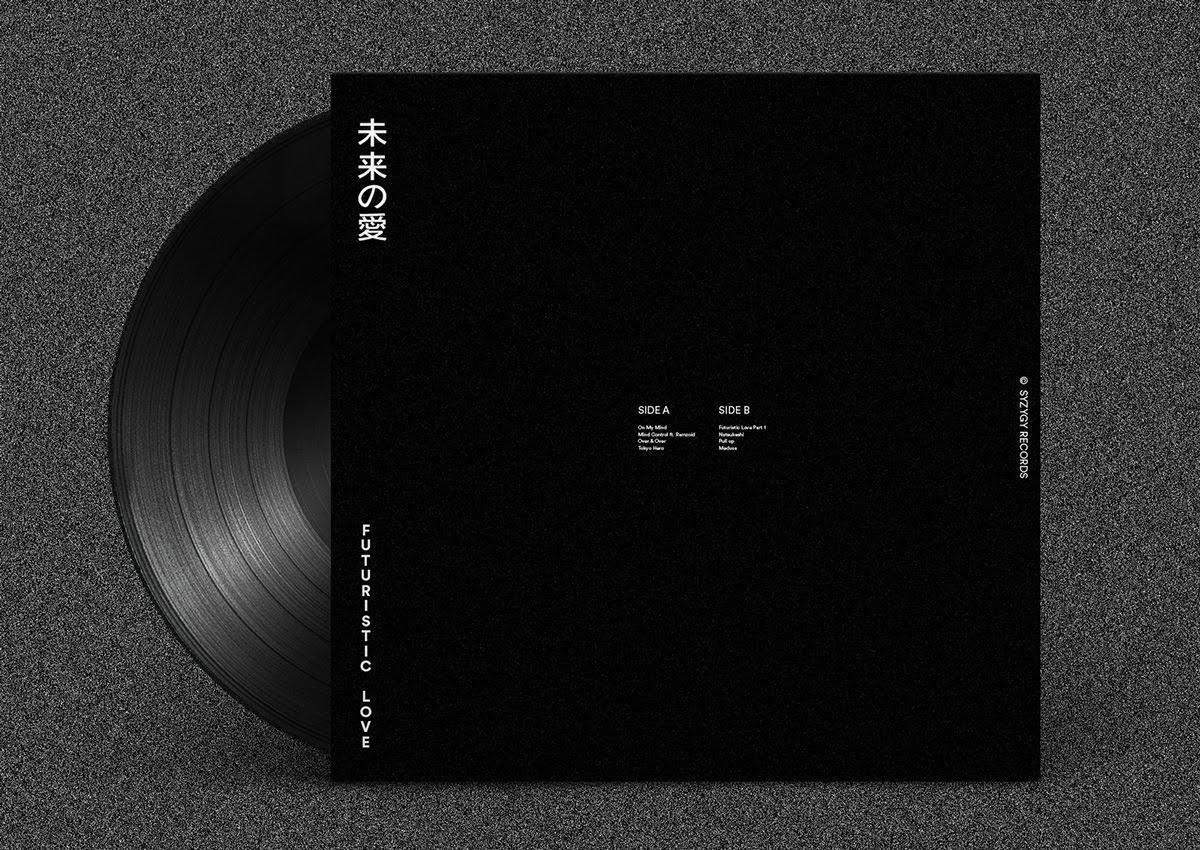 未来の愛
FUTURISTIC LOVE
SIDE A
On My Mind
Mind Control ft. Renzoid
Over & Over
Tokyo Hero
SIDE B
Futuristic Love Part 1
Natsukashi
Pull up
Medusa
© SYZYGY RECORDS